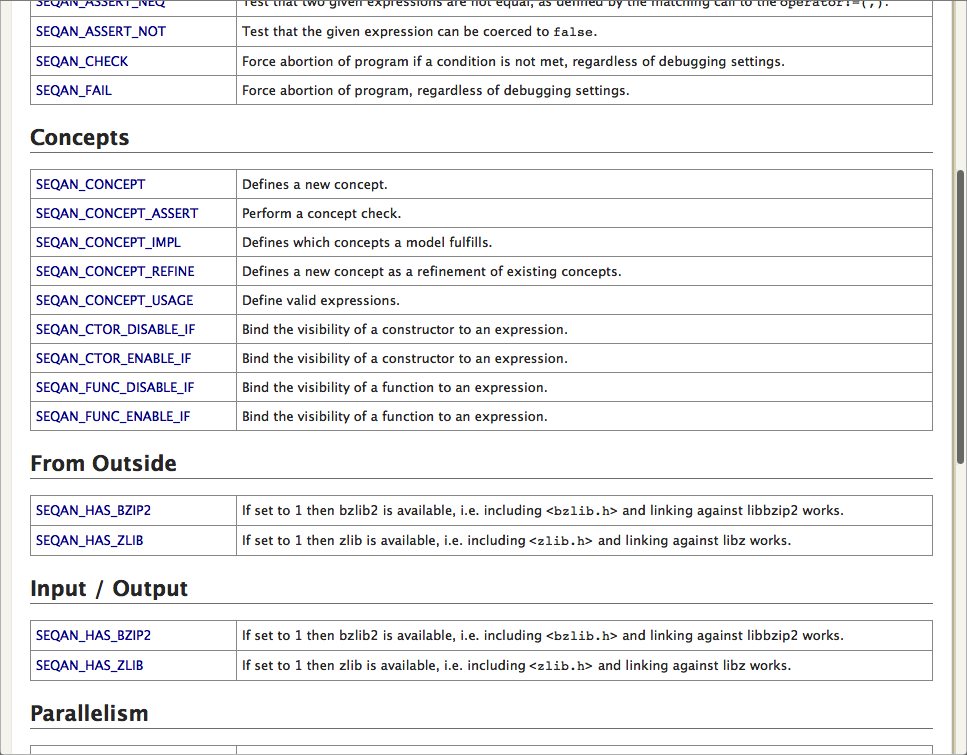 SEQAN_ASSERT_NEQ Test that two given expressions are not equal, as defined by the matching call to the operator!=(,).
SEQAN_ASSERT_NOT Test that the given expression can be coerced to false.
SEQAN_CHECK Force abortion of program if a condition is not met, regardless of debugging settings.
SEQAN_FAIL Force abortion of program, regardless of debugging settings.
Concepts
SEQAN_CONCEPT Defines a new concept.
SEQAN_CONCEPT_ASSERT Perform a concept check.
SEQAN_CONCEPT_IMPL Defines which concepts a model fulfills.
SEQAN_CONCEPT_REFINE Defines a new concept as a refinement of existing concepts.
SEQAN_CONCEPT_USAGE Define valid expressions.
SEQAN_CTOR_DISABLE_IF Bind the visibility of a constructor to an expression.
SEQAN_CTOR_ENABLE_IF Bind the visibility of a constructor to an expression.
SEQAN_FUNC_DISABLE_IF Bind the visibility of a function to an expression.
SEQAN_FUNC_ENABLE_IF Bind the visibility of a function to an expression.
From Outside
SEQAN_HAS_BZIP2 If set to 1 then bzlib2 is available, i.e. including <bzlib.h> and linking against libbzip2 works.
SEQAN_HAS_ZLIB If set to 1 then zlib is available, i.e. including <zlib.h> and linking against libz works.
Input / Output
SEQAN_HAS_BZIP2 If set to 1 then bzlib2 is available, i.e. including <bzlib.h> and linking against libbzip2 works.
SEQAN_HAS_ZLIB If set to 1 then zlib is available, i.e. including <zlib.h> and linking against libz works.
Parallelism